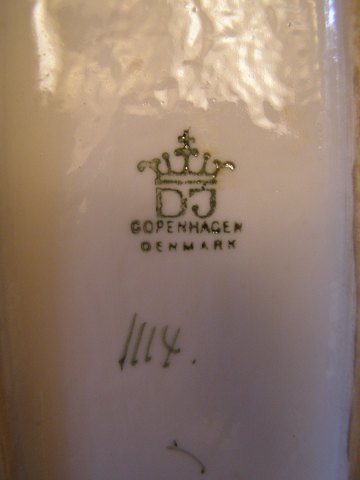 DJ
COPENHAGEN
DENMARK
1114.